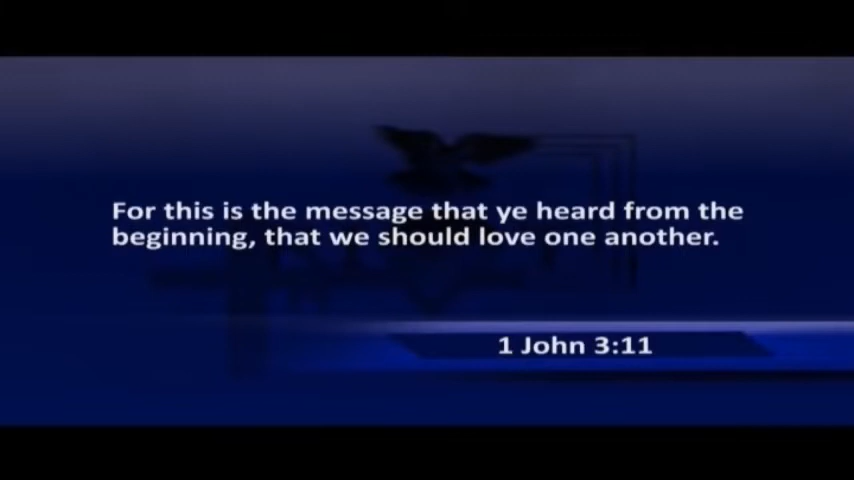 For this is the message that ye heard from the
beginning, that we should love one another.
1 John 3:11